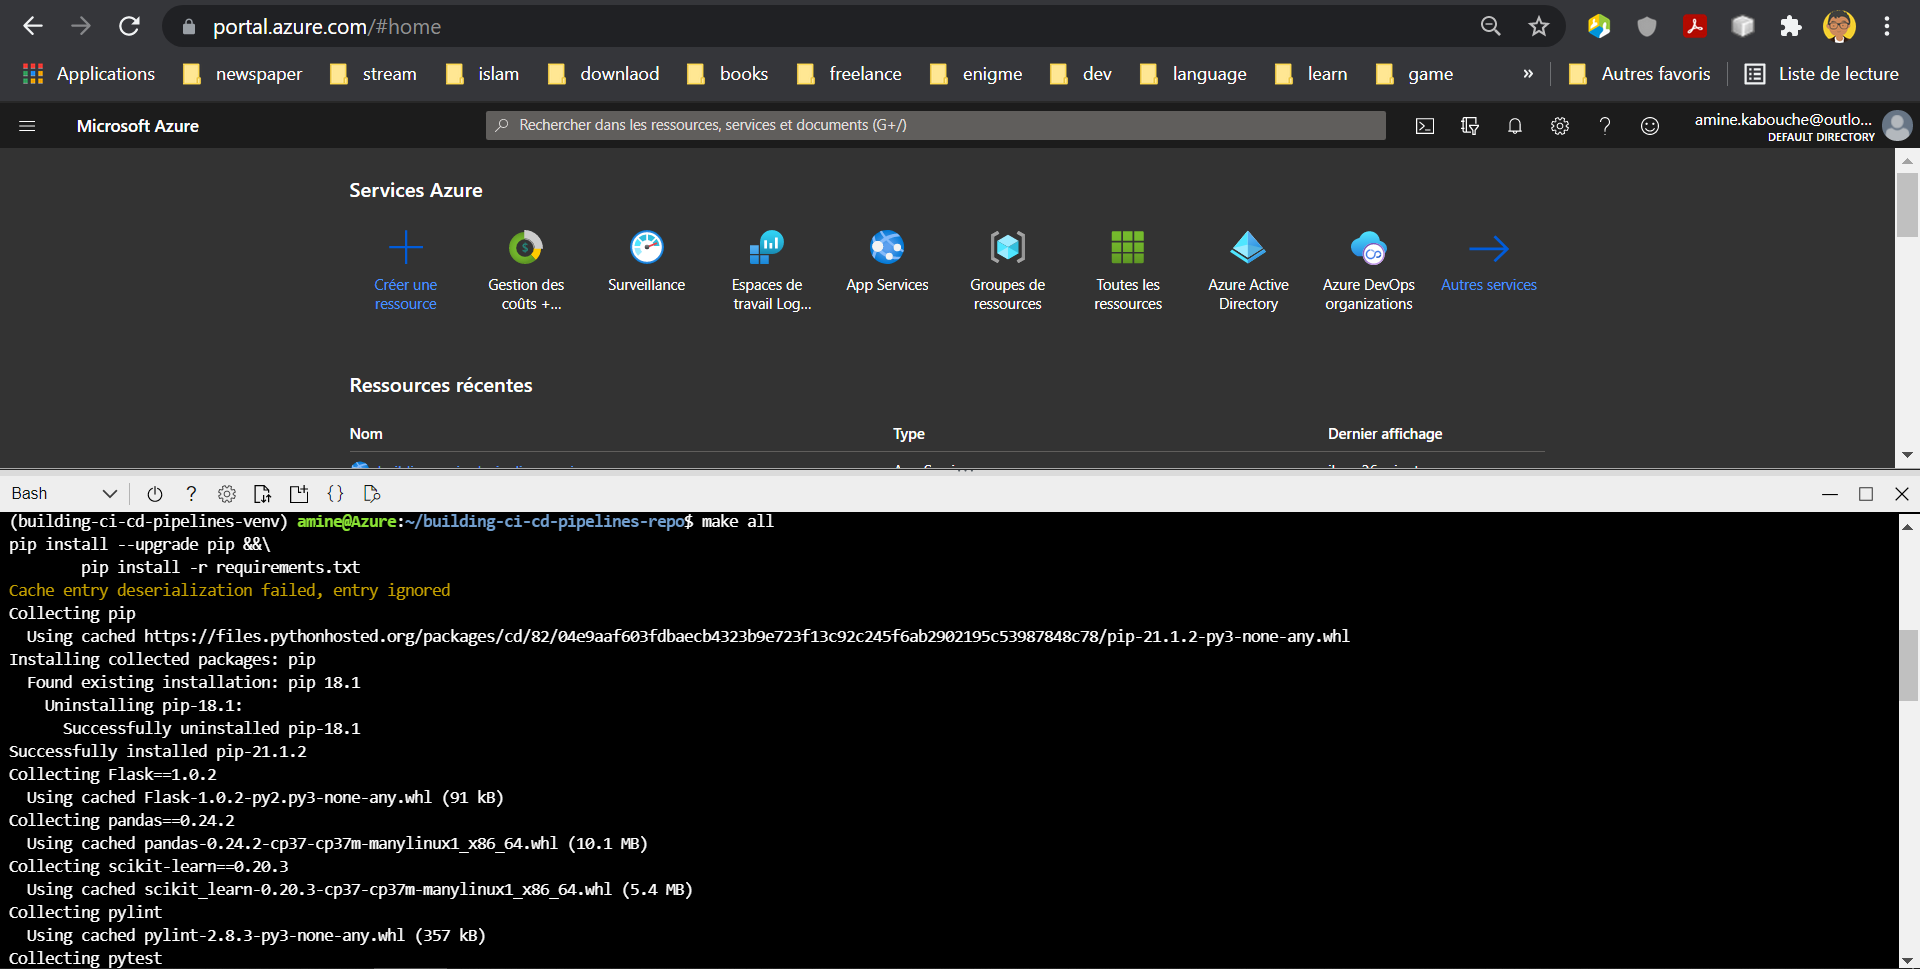 portal.azure.com/#home
Applications newspaper stream islam downlaod books freelance enigme dev language learn game » Autres favoris Liste de lecture
Microsoft Azure
Rechercher dans les ressources, services et documents (G+/)
amine.kabouche@outlo...
DEFAULT DIRECTORY
Services Azure
Créer une ressource
Gestion des coûts +...
Surveillance
Espaces de travail Log...
App Services
Groupes de ressources
Toutes les ressources
Azure Active Directory
Azure DevOps organizations
Autres services
Ressources récentes
Nom Type Dernier affichage
Bash
(building-ci-cd-pipelines-venv) amine@Azure:~/building-ci-cd-pipelines-repo$ make all
pip install --upgrade pip &&\
pip install -r requirements.txt
Cache entry deserialization failed, entry ignored
Collecting pip
Using cached https://files.pythonhosted.org/packages/cd/82/04e9aaf603fdbaecb4323b9e723f13c92c245f6ab2902195c53987848c78/pip-21.1.2-py3-none-any.whl
Installing collected packages: pip
Found existing installation: pip 18.1
Uninstalling pip-18.1:
Successfully uninstalled pip-18.1
Successfully installed pip-21.1.2
Collecting Flask==1.0.2
Using cached Flask-1.0.2-py2.py3-none-any.whl (91 kB)
Collecting pandas==0.24.2
Using cached pandas-0.24.2-cp37-cp37m-manylinux1_x86_64.whl (10.1 MB)
Collecting scikit-learn==0.20.3
Using cached scikit_learn-0.20.3-cp37-cp37m-manylinux1_x86_64.whl (5.4 MB)
Collecting pylint
Using cached pylint-2.8.3-py3-none-any.whl (357 kB)
Collecting pytest